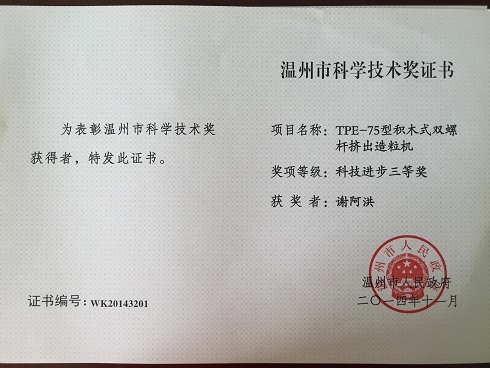 为表彰温州市科学技术奖
获得者，特发此证书。
证书编号：WK20143201
温州市科学技术奖证书
项目名称：TPE-75型积木式双螺
杆挤出造粒机
奖项等级：科技进步三等奖
获 奖 者：谢阿洪
温州市人民政府
温州市人民政府
二〇一四年十一月